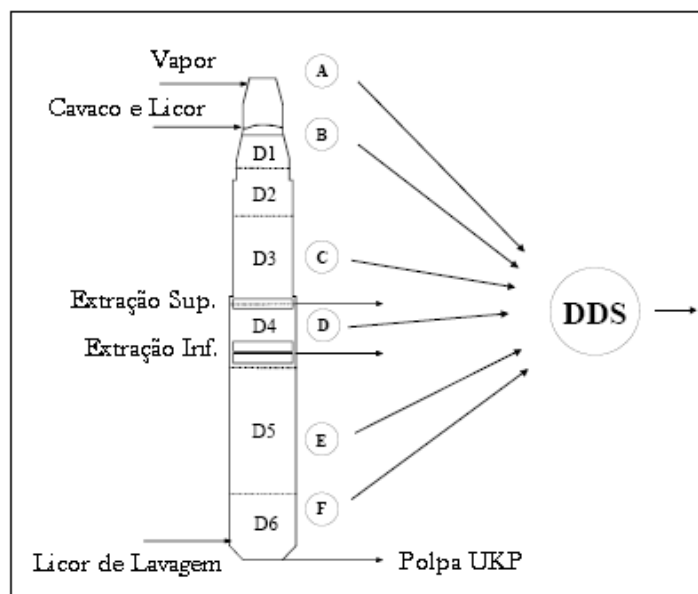 Vapor
A
Cavaco e Licor
B
D1
D2
D3
C
Extração Sup.
D4
D
DDS
Extração Inf.
D5
E
F
D6
Licor de Lavagem
Polpa UKP